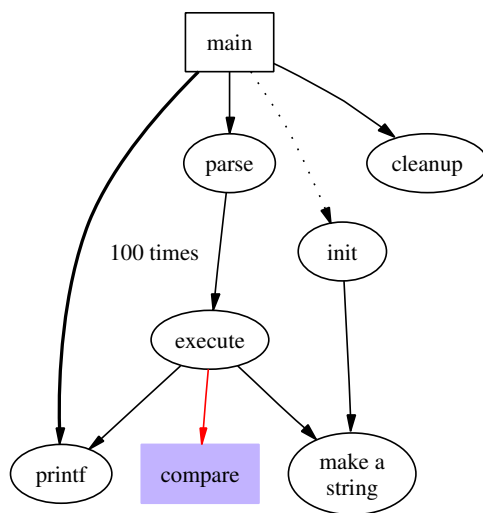 main
parse
cleanup
100 times
init
execute
printf
compare
make a
string